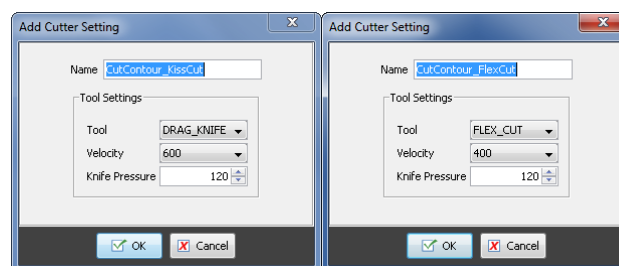 Add Cutter Setting
X
Name CutContour_KissCut
Tool Settings
Tool DRAG_KNIFE
Velocity 600
Knife Pressure 120
OK Cancel
Add Cutter Setting
X
Name CutContour_FlexCut
Tool Settings
Tool FLEX_CUT
Velocity 400
Knife Pressure 120
OK Cancel